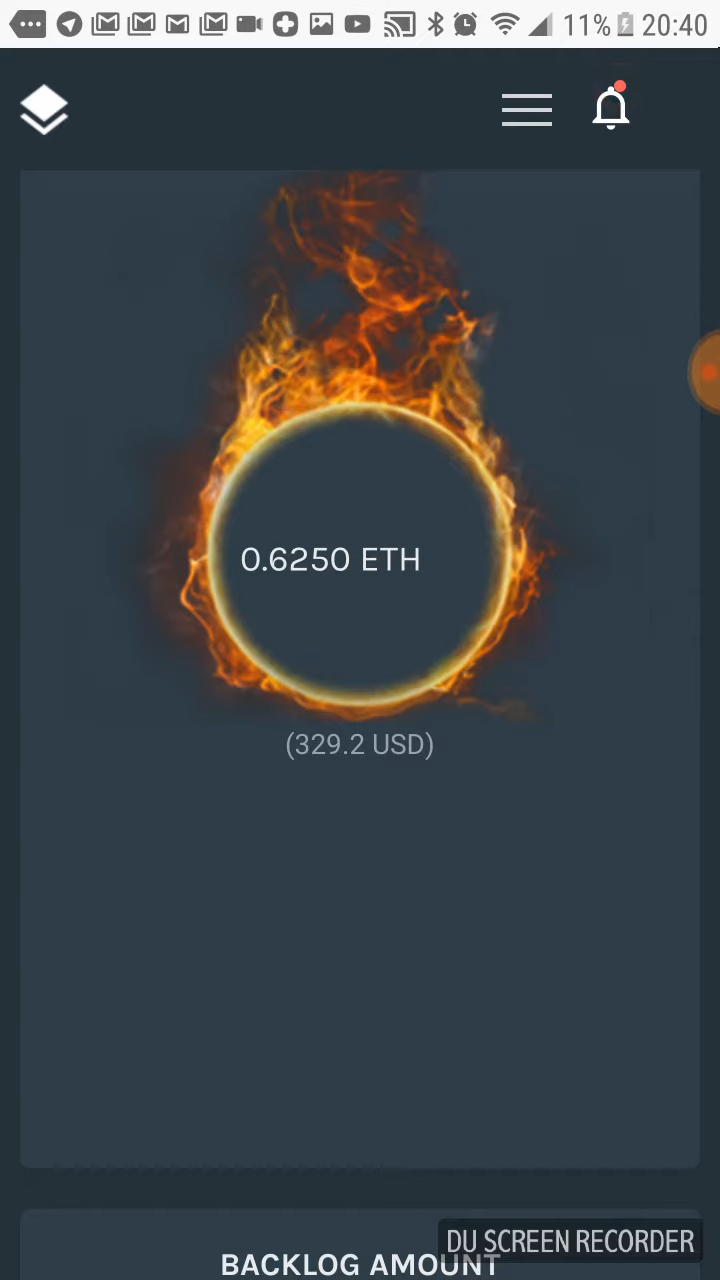 11% 20:40
0.6250 ETH
(329.2 USD)
DU SCREEN RECORDER
BACKLOG AMOUNT